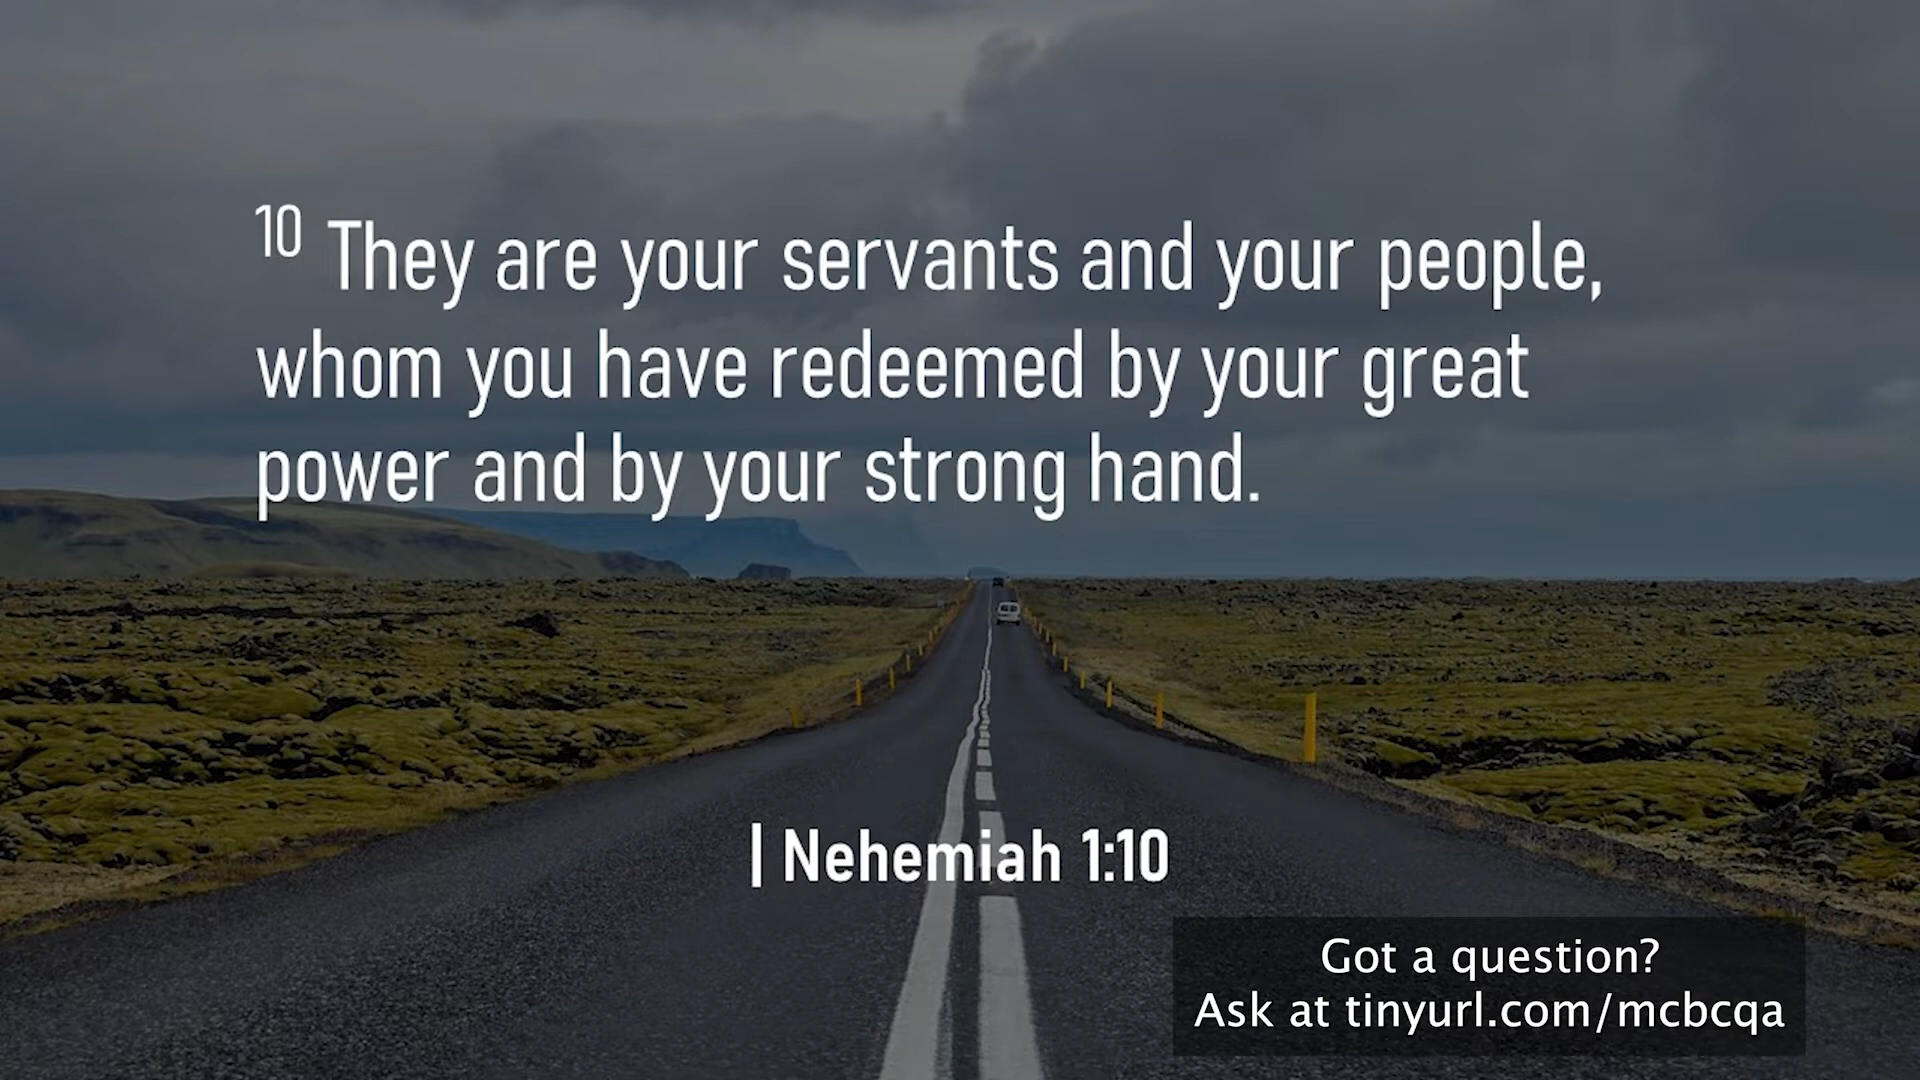 10 They are your servants and your people,
whom you have redeemed by your great
power and by your strong hand.
| Nehemiah 1:10
Got a question?
Ask at tinyurl.com/mcbcqa